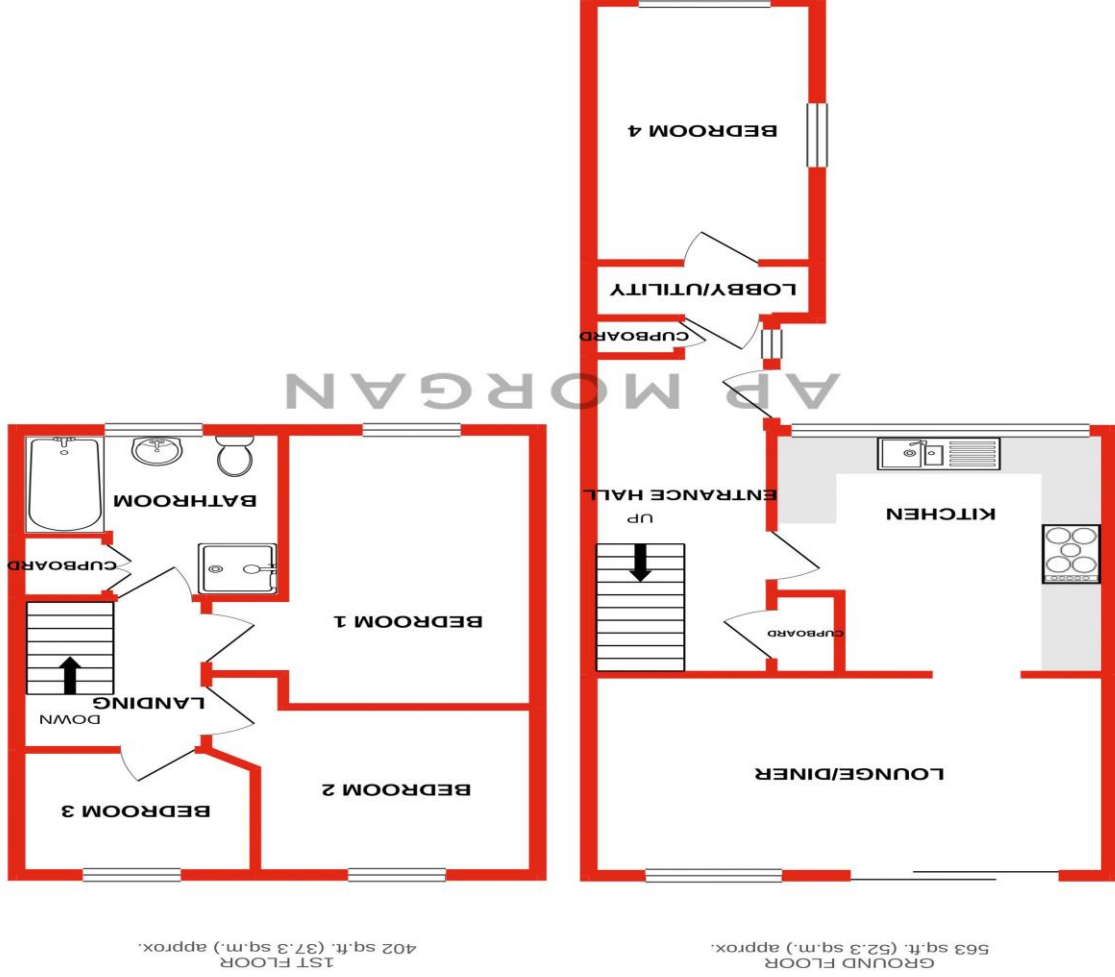 GROUND FLOOR
563 sq.ft. (52.3 sq.m.) approx.
1ST FLOOR
402 sq.ft. (37.3 sq.m.) approx.
LOUNGE/DINER
CUPBOARD
KITCHEN
UP
ENTRANCE HALL
CUPBOARD
LOBBY/UTILITY
BEDROOM 4
BEDROOM 2
BEDROOM 3
DOWN
LANDING
BEDROOM 1
CUPBOARD
BATHROOM
AP MORGAN